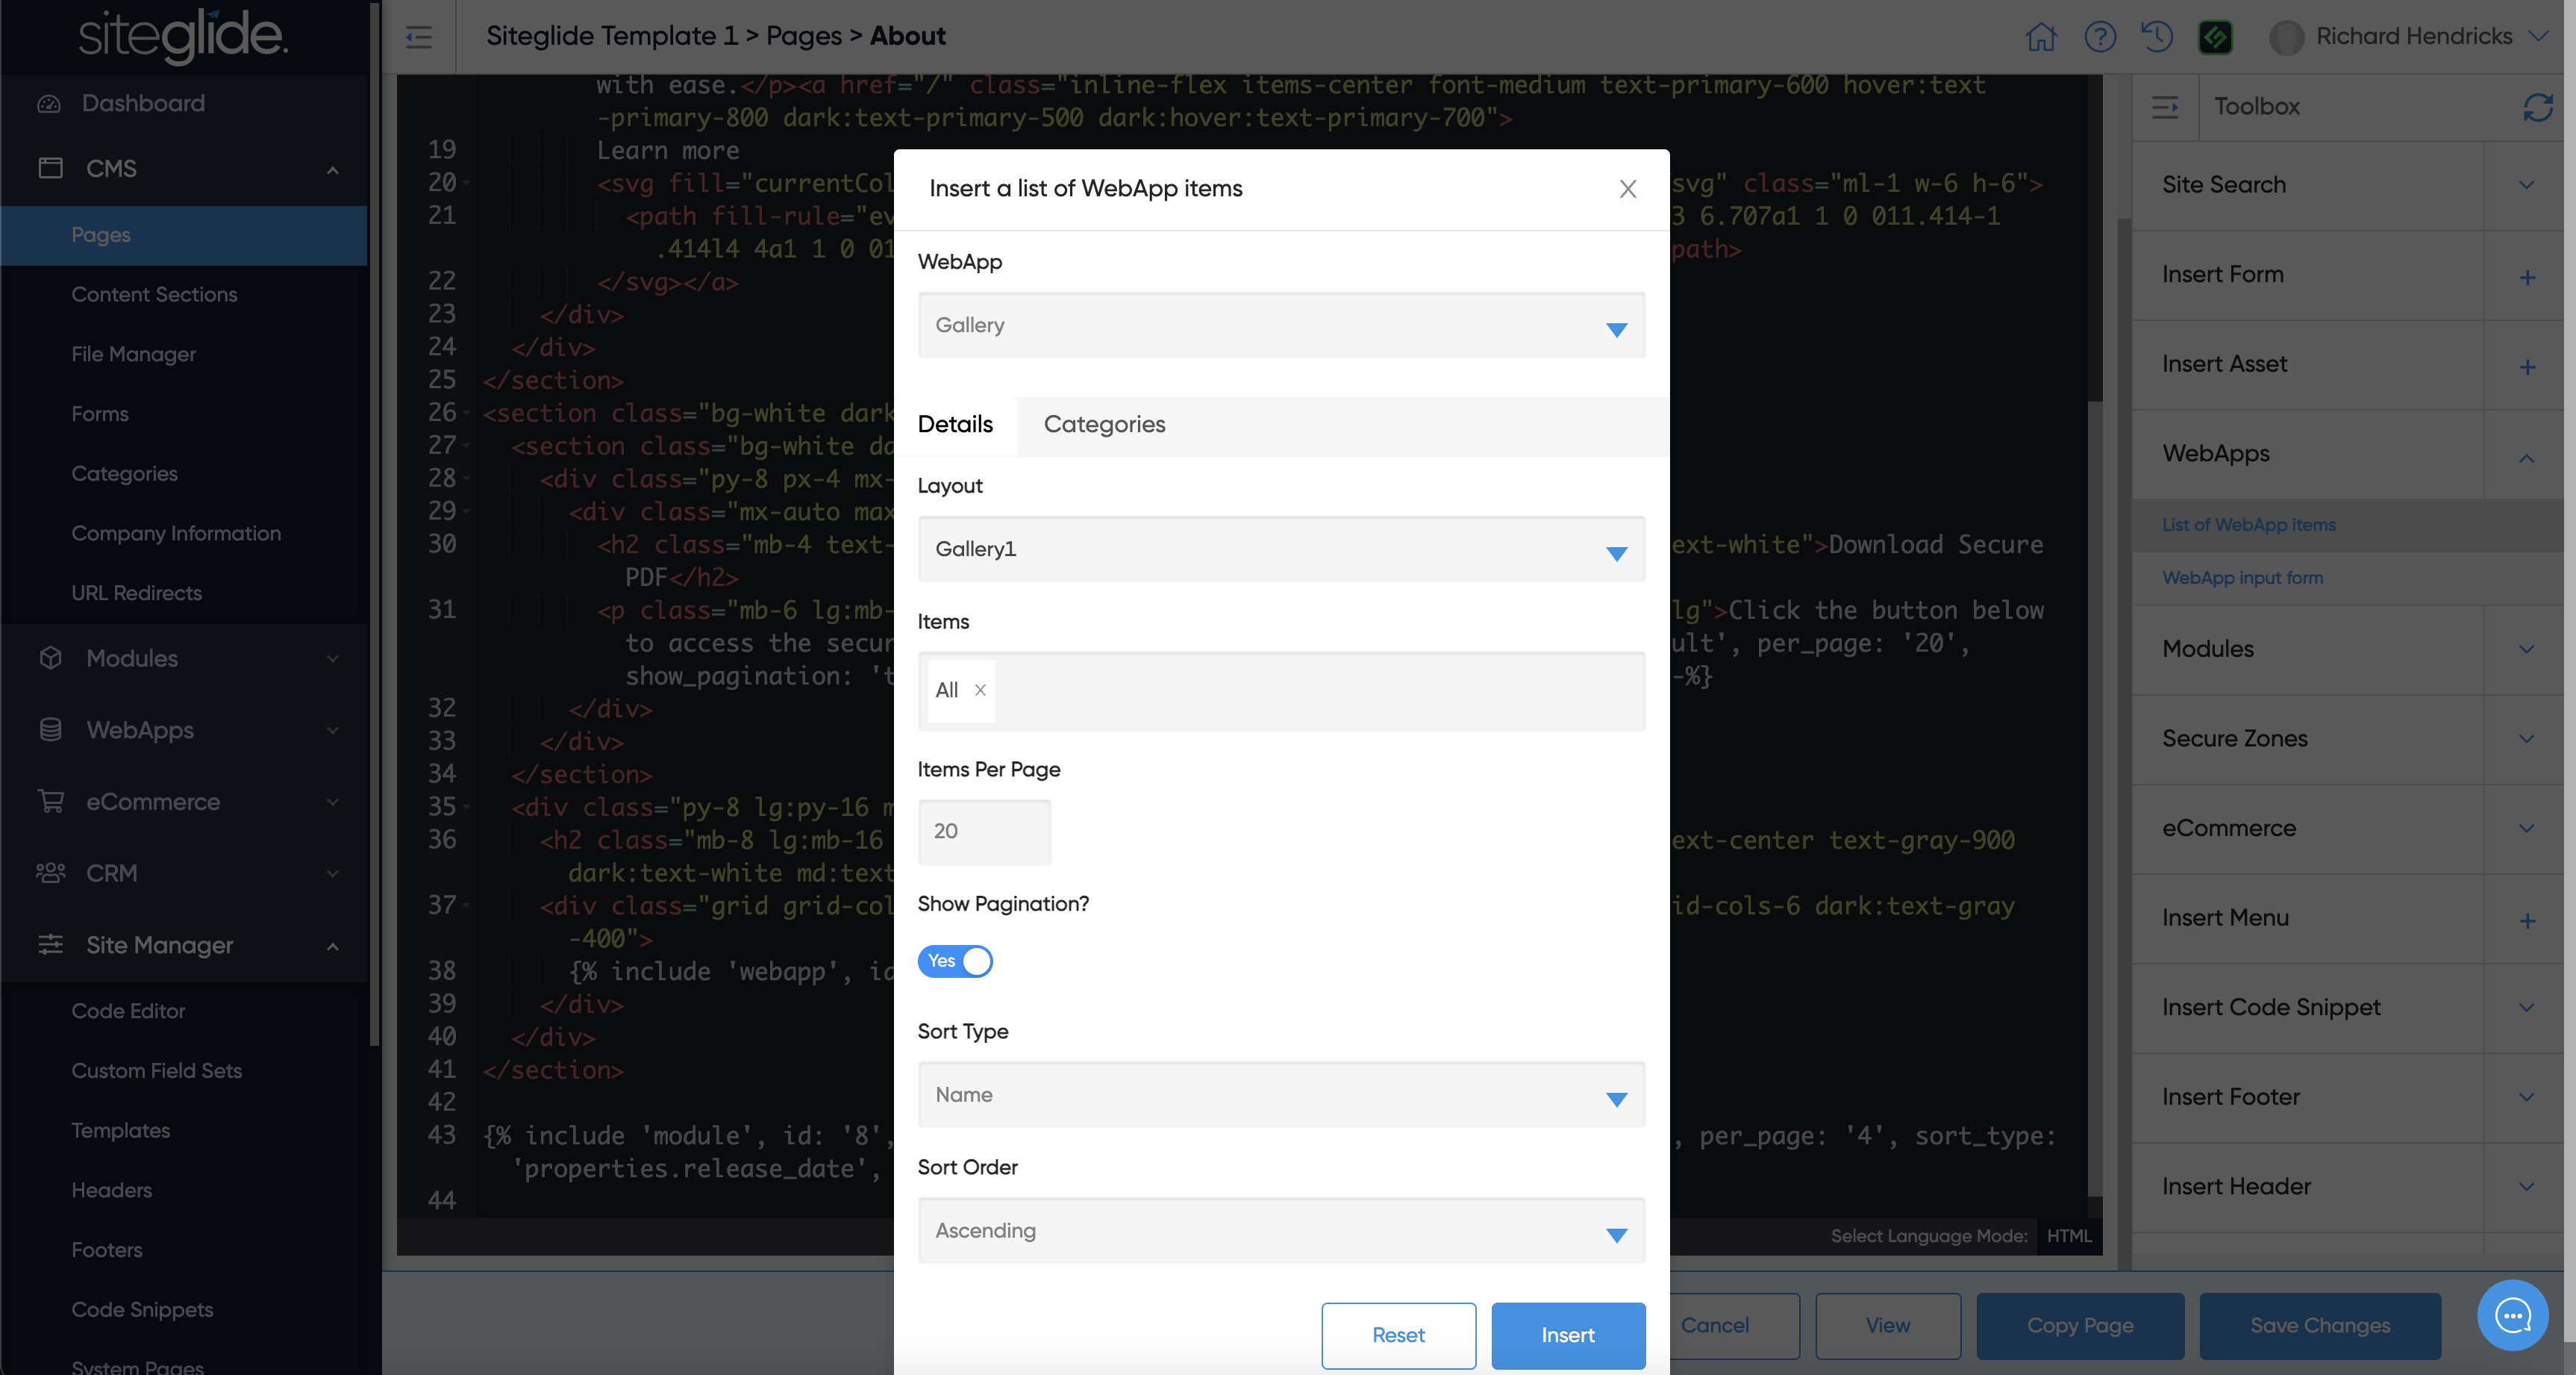 siteglide.
Siteglide Template 1 > Pages > About
Richard Hendricks
Dashboard
CMS
Pages
Content Sections
File Manager
Forms
Categories
Company Information
URL Redirects
Modules
WebApps
eCommerce
CRM
Site Manager
Code Editor
Custom Field Sets
Templates
Headers
Footers
Code Snippets
System Pages
with ease.</p><a href="/" class="inline-flex items-center font-medium text-primary-600 hover:text
-primary-800 dark:text-primary-500 dark:hover:text-primary-700">
19 Learn more
20 <svg fill="currentCol svg" class="ml-1 w-6 h-6">
21 <path fill-rule="ev 3 6.707a1 1 0 011.414-1
.414l4 4a1 1 0 01 path>
22 </svg></a>
23 </div>
24 </div>
25 </section>
26 <section class="bg-white dark
27 <section class="bg-white da
28 <div class="py-8 px-4 mx-
29 <div class="mx-auto max
30 <h2 class="mb-4 text- ext-white">Download Secure
PDF</h2>
31 <p class="mb-6 lg:mb- lg">Click the button below
to access the secur ult', per_page: '20',
show_pagination: 't -%}
32 </div>
33 </div>
34 </section>
35 <div class="py-8 lg:py-16 m
36 <h2 class="mb-8 lg:mb-16 ext-center text-gray-900
dark:text-white md:text
37 <div class="grid grid-col id-cols-6 dark:text-gray
-400">
38 {% include 'webapp', id
39 </div>
40 </div>
41 </section>
42
43 {% include 'module', id: '8', , per_page: '4', sort_type:
'properties.release_date',
44
Select Language Mode: HTML
Insert a list of WebApp items
WebApp
Gallery
Details Categories
Layout
Gallery1
Items
All
Items Per Page
20
Show Pagination?
Yes
Sort Type
Name
Sort Order
Ascending
Reset Insert
Cancel View Copy Page Save Changes
Toolbox
Site Search
Insert Form
Insert Asset
WebApps
List of WebApp items
WebApp input form
Modules
Secure Zones
eCommerce
Insert Menu
Insert Code Snippet
Insert Footer
Insert Header